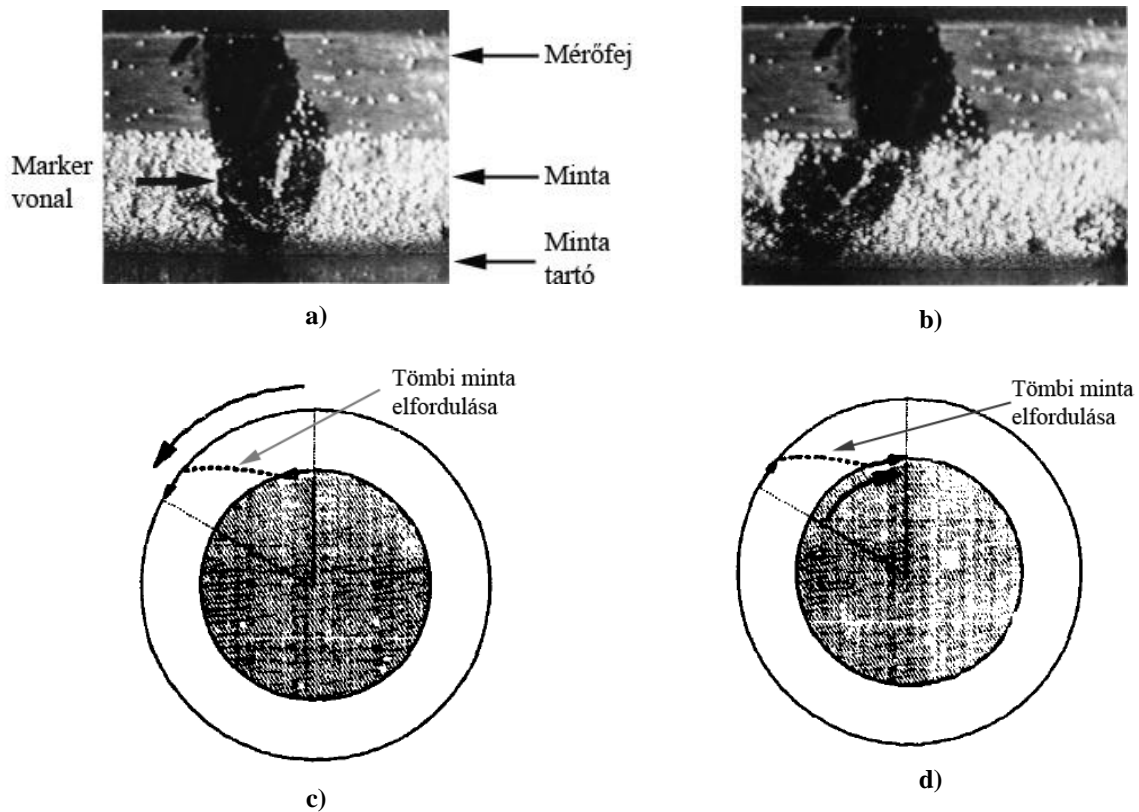 Mérőfej
Marker
vonal
Minta
Minta
tartó
a)
b)
Tömbi minta
elfordulása
Tömbi minta
elfordulása
c)
d)